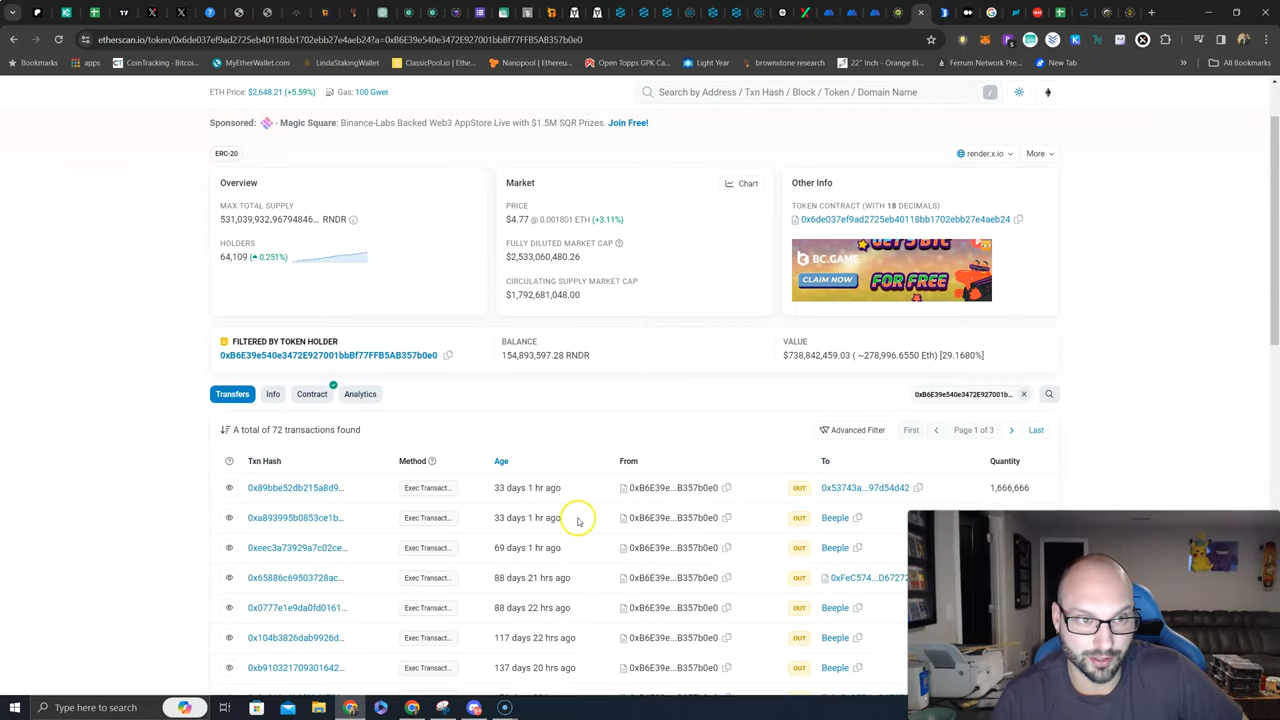 etherscan.io/token/0x6de037ef9ad2725eb40118bb1702ebb27e4aeb24?a=0xB6E39e540e3472E927001bbBf77FFB5AB357b0e0
Bookmarks apps CoinTracking - Bitcoi... MyEtherWallet.com LindaStakingWallet ClassicPool.io | Ethe... Nanopool | Ethereu... Open Topps GPK Ca... Light Year brownstone research 22" Inch - Orange Bi... Ferrum Network Pre... » All Bookmarks
ETH Price: $2,648.21 (+5.59%) Gas: 100 Gwei Search by Address / Txn Hash / Block / Token / Domain Name /
Sponsored: - Magic Square: Binance-Labs Backed Web3 AppStore Live with $1.5M SQR Prizes. Join Free!
ERC-20 render.x.io More
Overview Market Chart Other Info
MAX TOTAL SUPPLY PRICE TOKEN CONTRACT (WITH 18 DECIMALS)
531,039,932.96794846... RNDR $4.77 @ 0.001801 ETH (+3.11%) 0x6de037ef9ad2725eb40118bb1702ebb27e4aeb24
HOLDERS FULLY DILUTED MARKET CAP
64,109 (0.251%) $2,533,060,480.26
BC.GAME
CLAIM NOW FOR FREE
CIRCULATING SUPPLY MARKET CAP
$1,792,681,048.00
FILTERED BY TOKEN HOLDER BALANCE VALUE
0xB6E39e540e3472E927001bbBf77FFB5AB357b0e0 154,893,597.28 RNDR $738,842,459.03 ( ~278,996.6550 Eth) [29.1680%]
Transfers Info Contract Analytics 0xB6E39e540e3472E927001b...
A total of 72 transactions found Advanced Filter First Page 1 of 3 Last
Txn Hash Method Age From To Quantity
0x89bbe52db215a8d9... Exec Transact... 33 days 1 hr ago 0xB6E39e...B357b0e0 OUT 0x53743a...97d54d42 1,666,666
0xa893995b0853ce1b... Exec Transact... 33 days 1 hr ago 0xB6E39e...B357b0e0 OUT Beeple
0xeec3a73929a7c02ce... Exec Transact... 69 days 1 hr ago 0xB6E39e...B357b0e0 OUT Beeple
0x65886c69503728ac... Exec Transact... 88 days 21 hrs ago 0xB6E39e...B357b0e0 OUT 0xFeC574...D67272
0x0777e1e9da0fd0161... Exec Transact... 88 days 22 hrs ago 0xB6E39e...B357b0e0 OUT Beeple
0x104b3826dab9926d... Exec Transact... 117 days 22 hrs ago 0xB6E39e...B357b0e0 OUT Beeple
0xb910321709301642... Exec Transact... 137 days 20 hrs ago 0xB6E39e...B357b0e0 OUT Beeple
Type here to search